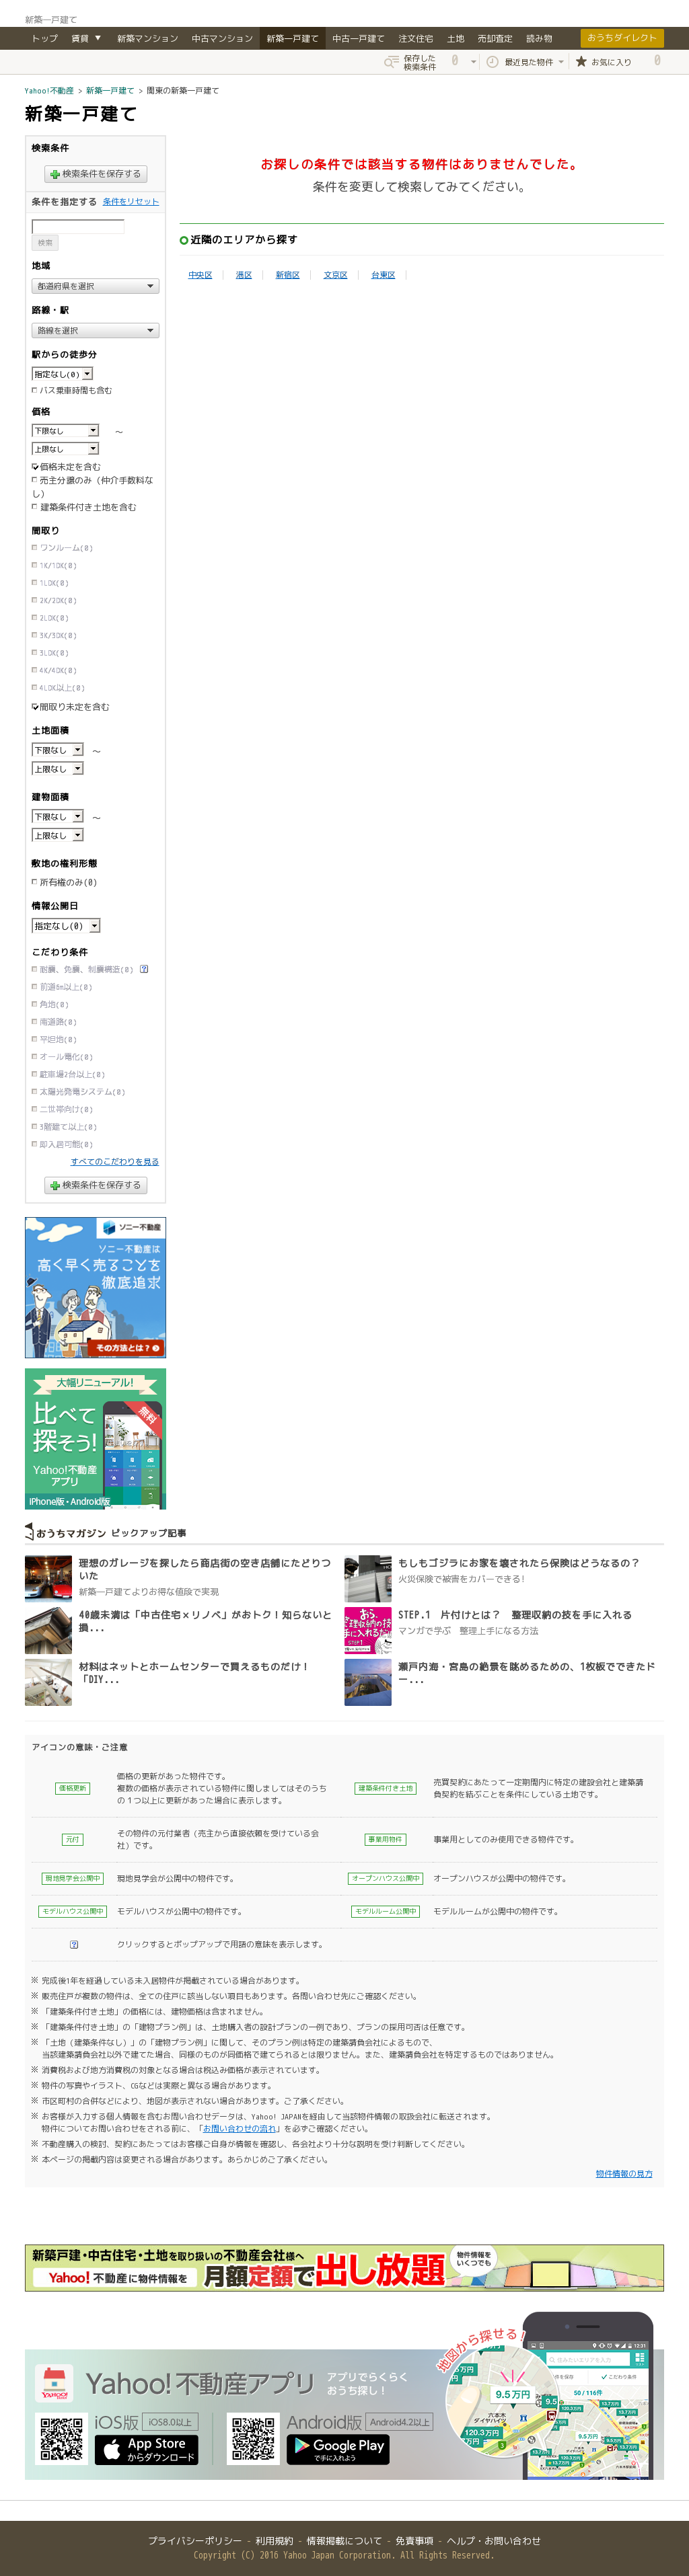 新築一戸建て
トップ 賃貸 ▼ 新築マンション 中古マンション 新築一戸建て 中古一戸建て 注文住宅 土地 売却査定 読み物 おうちダイレクト
保存した検索条件 0 最近見た物件 お気に入り 0
Yahoo!不動産 > 新築一戸建て > 関東の新築一戸建て
新築一戸建て
検索条件
検索条件を保存する
条件を指定する 条件をリセット
検索
地域
都道府県を選択
路線・駅
路線を選択
駅からの徒歩分
指定なし(0)
バス乗車時間も含む
価格
下限なし ～
上限なし
価格未定を含む
売主分譲のみ（仲介手数料なし）
建築条件付き土地を含む
間取り
ワンルーム(0)
1K/1DK(0)
1LDK(0)
2K/2DK(0)
2LDK(0)
3K/3DK(0)
3LDK(0)
4K/4DK(0)
4LDK以上(0)
間取り未定を含む
土地面積
下限なし ～
上限なし
建物面積
下限なし ～
上限なし
敷地の権利形態
所有権のみ(0)
情報公開日
指定なし(0)
こだわり条件
耐震、免震、制震構造(0) ?
前道6m以上(0)
角地(0)
南道路(0)
平坦地(0)
オール電化(0)
駐車場2台以上(0)
太陽光発電システム(0)
二世帯向け(0)
3階建て以上(0)
即入居可能(0)
すべてのこだわりを見る
検索条件を保存する
お探しの条件では該当する物件はありませんでした。
条件を変更して検索してみてください。
近隣のエリアから探す
中央区 港区 新宿区 文京区 台東区
ソニー不動産
ソニー不動産は
高く早く売ることを
徹底追求
その方法とは？
大幅リニューアル!
比べて
探そう!
無料
Yahoo!不動産
アプリ
iPhone版・Android版
おうちマガジン ピックアップ記事
理想のガレージを探したら商店街の空き店舗にたどりついた
新築一戸建てよりお得な値段で実現
もしもゴジラにお家を壊されたら保険はどうなるの？
火災保険で被害をカバーできる!
40歳未満は「中古住宅×リノベ」がおトク！知らないと損...
STEP.1 片付けとは？ 整理収納の技を手に入れる
マンガで学ぶ 整理上手になる方法
材料はネットとホームセンターで買えるものだけ！「DIY...
瀬戸内海・宮島の絶景を眺めるための、1枚板でできたドー...
アイコンの意味・ご注意
価格更新 価格の更新があった物件です。
複数の価格が表示されている物件に関しましてはそのうちの１つ以上に更新があった場合に表示します。
建築条件付き土地 売買契約にあたって一定期間内に特定の建設会社と建築請負契約を結ぶことを条件にしている土地です。
元付 その物件の元付業者（売主から直接依頼を受けている会社）です。
事業用物件 事業用としてのみ使用できる物件です。
現地見学会公開中 現地見学会が公開中の物件です。
オープンハウス公開中 オープンハウスが公開中の物件です。
モデルハウス公開中 モデルハウスが公開中の物件です。
モデルルーム公開中 モデルルームが公開中の物件です。
? クリックするとポップアップで用語の意味を表示します。
※ 完成後1年を経過している未入居物件が掲載されている場合があります。
※ 販売住戸が複数の物件は、全ての住戸に該当しない項目もあります。各問い合わせ先にご確認ください。
※ 「建築条件付き土地」の価格には、建物価格は含まれません。
※ 「建築条件付き土地」の「建物プラン例」は、土地購入者の設計プランの一例であり、プランの採用可否は任意です。
※ 「土地（建築条件なし）」の「建物プラン例」に関して、そのプラン例は特定の建築請負会社によるもので、
当該建築請負会社以外で建てた場合、同様のものが同価格で建てられるとは限りません。また、建築請負会社を特定するものではありません。
※ 消費税および地方消費税の対象となる場合は税込み価格が表示されています。
※ 物件の写真やイラスト、CGなどは実際と異なる場合があります。
※ 市区町村の合併などにより、地図が表示されない場合があります。ご了承ください。
※ お客様が入力する個人情報を含むお問い合わせデータは、Yahoo! JAPANを経由して当該物件情報の取扱会社に転送されます。
物件についてお問い合わせをされる前に、「お問い合わせの流れ」を必ずご確認ください。
※ 不動産購入の検討、契約にあたってはお客様ご自身が情報を確認し、各会社より十分な説明を受け判断してください。
※ 本ページの掲載内容は変更される場合があります。あらかじめご了承ください。
物件情報の見方
新築戸建・中古住宅・土地を取り扱いの不動産会社様へ
Yahoo!不動産に物件情報を 月額定額で出し放題
物件情報をいくつでも
地図から探せる!
Yahoo!不動産アプリ アプリでらくらくおうち探し！
iOS版 iOS8.0以上
App Store からダウンロード
Android版 Android4.2以上
Google Play で手に入れよう
プライバシーポリシー - 利用規約 - 情報掲載について - 免責事項 - ヘルプ・お問い合わせ
Copyright (C) 2016 Yahoo Japan Corporation. All Rights Reserved.